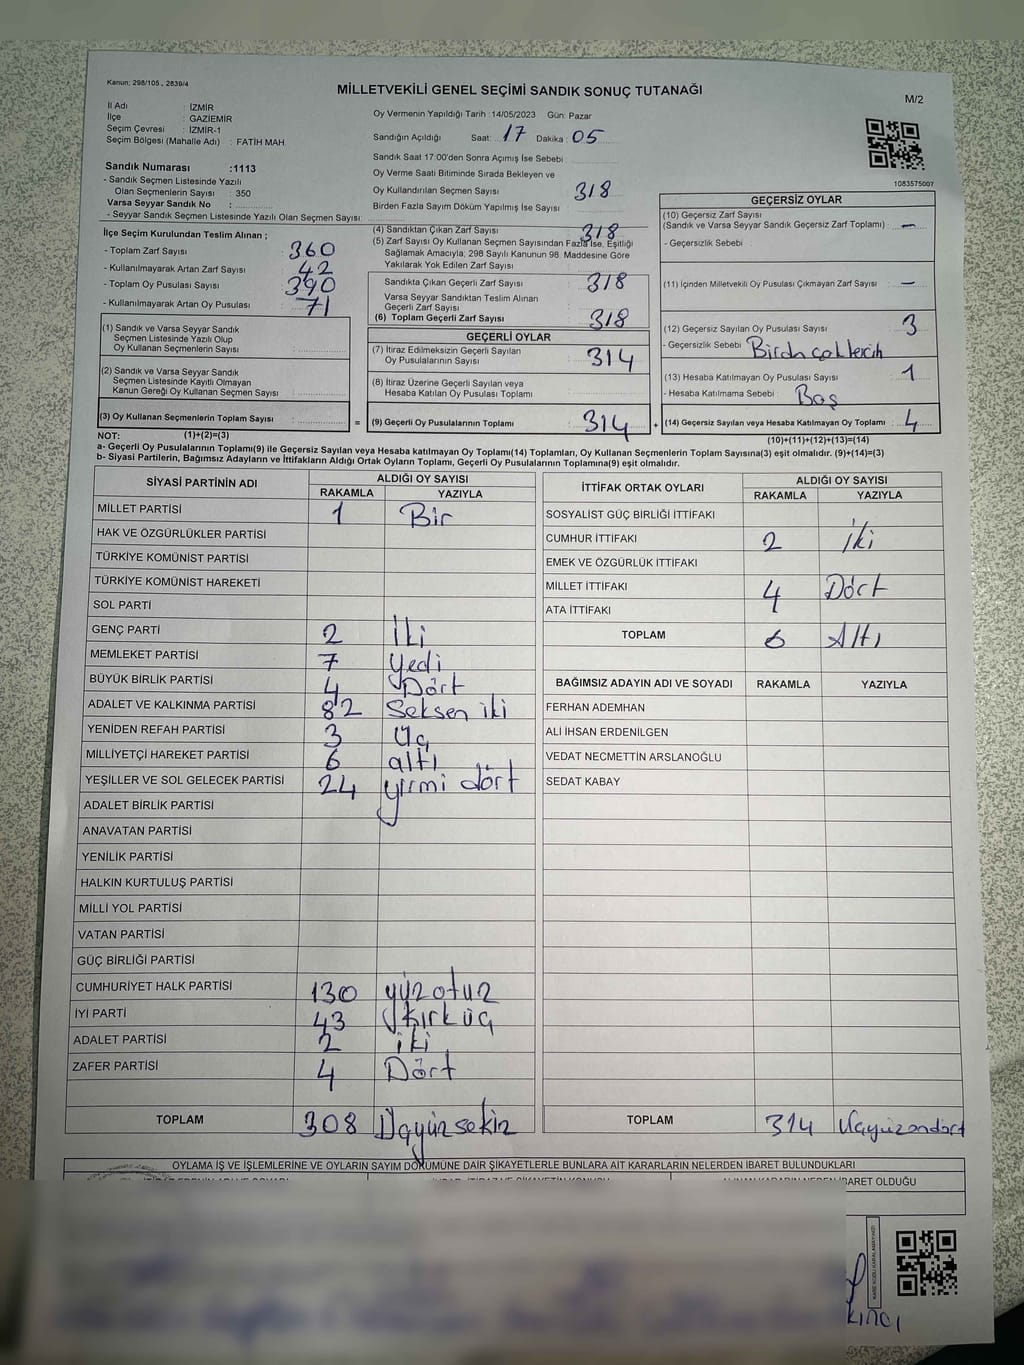 Kanun: 298/105, 2839/4
MİLLETVEKİLİ GENEL SEÇİMİ SANDIK SONUÇ TUTANAĞI
M/2
İl Adı : İZMİR
İlçe : GAZİEMİR
Seçim Çevresi : İZMİR-1
Seçim Bölgesi (Mahalle Adı) : FATİH MAH
Sandık Numarası :1113
- Sandık Seçmen Listesinde Yazılı
Olan Seçmenlerin Sayısı : 350
Varsa Seyyar Sandık No :
- Seyyar Sandık Seçmen Listesinde Yazılı Olan Seçmen Sayısı:
Oy Vermenin Yapıldığı Tarih : 14/05/2023 Gün: Pazar
Sandığın Açıldığı Saat: 17 Dakika: 05
Sandık Saat 17:00'den Sonra Açımış İse Sebebi
Oy Verme Saati Bitiminde Sırada Bekleyen ve
Oy Kullandırılan Seçmen Sayısı 318
Birden Fazla Sayım Döküm Yapılmış İse Sayısı
1083575007
İlçe Seçim Kurulundan Teslim Alınan ;
- Toplam Zarf Sayısı : 360
- Kullanılmayarak Artan Zarf Sayısı : 42
- Toplam Oy Pusulası Sayısı : 390
- Kullanılmayarak Artan Oy Pusulası : 71
(1) Sandık ve Varsa Seyyar Sandık
Seçmen Listesinde Yazılı Olup
Oy Kullanan Seçmenlerin Sayısı :
(2) Sandık ve Varsa Seyyar Sandık
Seçmen Listesinde Kayıtlı Olmayan
Kanun Gereği Oy Kullanan Seçmen Sayısı :
(3) Oy Kullanan Seçmenlerin Toplam Sayısı :
(1)+(2)=(3)
(4) Sandıktan Çıkan Zarf Sayısı 318
(5) Zarf Sayısı Oy Kullanan Seçmen Sayısından Fazla İse, Eşitliği
Sağlamak Amacıyla, 298 Sayılı Kanunun 98. Maddesine Göre
Yakılarak Yok Edilen Zarf Sayısı :
Sandıkta Çıkan Geçerli Zarf Sayısı : 318
Varsa Seyyar Sandıktan Teslim Alınan
Geçerli Zarf Sayısı :
(6) Toplam Geçerli Zarf Sayısı : 318
GEÇERLİ OYLAR
(7) İtiraz Edilmeksizin Geçerli Sayılan
Oy Pusulalarının Sayısı : 314
(8) İtiraz Üzerine Geçerli Sayılan veya
Hesaba Katılan Oy Pusulası Toplamı :
= (9) Geçerli Oy Pusulalarının Toplamı : 314
GEÇERSİZ OYLAR
(10) Geçersiz Zarf Sayısı
(Sandık ve Varsa Seyyar Sandık Geçersiz Zarf Toplamı) : -
- Geçersizlik Sebebi :
(11) İçinden Milletvekili Oy Pusulası Çıkmayan Zarf Sayısı : -
(12) Geçersiz Sayılan Oy Pusulası Sayısı : 3
- Geçersizlik Sebebi
(13) Hesaba Katılmayan Oy Pusulası Sayısı : 1
- Hesaba Katılmama Sebebi : Boş
+ (14) Geçersiz Sayılan veya Hesaba Katılmayan Oy Toplamı : 4
(10)+(11)+(12)+(13)=(14)
NOT:
a- Geçerli Oy Pusulalarının Toplamı(9) ile Geçersiz Sayılan veya Hesaba katılmayan Oy Toplamı(14) Toplamları, Oy Kullanan Seçmenlerin Toplam Sayısına(3) eşit olmalıdır. (9)+(14)=(3)
b- Siyasi Partilerin, Bağımsız Adayların ve İttifakların Aldığı Ortak Oyların Toplamı, Geçerli Oy Pusulalarının Toplamına(9) eşit olmalıdır.
SİYASİ PARTİNİN ADI ALDIĞI OY SAYISI
RAKAMLA YAZIYLA
MİLLET PARTİSİ 1 Bir
HAK VE ÖZGÜRLÜKLER PARTİSİ
TÜRKİYE KOMÜNİST PARTİSİ
TÜRKİYE KOMÜNİST HAREKETİ
SOL PARTİ
GENÇ PARTİ 2 İki
MEMLEKET PARTİSİ 7 Yedi
BÜYÜK BİRLİK PARTİSİ 4 Dört
ADALET VE KALKINMA PARTİSİ 82 Seksen iki
YENİDEN REFAH PARTİSİ 3 Üç
MİLLİYETÇİ HAREKET PARTİSİ 6 altı
YEŞİLLER VE SOL GELECEK PARTİSİ 24 yirmi dört
ADALET BİRLİK PARTİSİ
ANAVATAN PARTİSİ
YENİLİK PARTİSİ
HALKIN KURTULUŞ PARTİSİ
MİLLİ YOL PARTİSİ
VATAN PARTİSİ
GÜÇ BİRLİĞİ PARTİSİ
CUMHURİYET HALK PARTİSİ 130 yüzotuz
İYİ PARTİ 43 Kırküç
ADALET PARTİSİ 2 iki
ZAFER PARTİSİ 4 Dört
TOPLAM 308 Üçyüzsekiz
İTTİFAK ORTAK OYLARI ALDIĞI OY SAYISI
RAKAMLA YAZIYLA
SOSYALİST GÜÇ BİRLİĞİ İTTİFAKI
CUMHUR İTTİFAKI 2 İki
EMEK VE ÖZGÜRLÜK İTTİFAKI
MİLLET İTTİFAKI 4 Dört
ATA İTTİFAKI
TOPLAM 6 Altı
BAĞIMSIZ ADAYIN ADI VE SOYADI RAKAMLA YAZIYLA
FERHAN ADEMHAN
ALİ İHSAN ERDENİLGEN
VEDAT NECMETTİN ARSLANOĞLU
SEDAT KABAY
TOPLAM 314 Üçyüzondört
OYLAMA İŞ VE İŞLEMLERİNE VE OYLARIN SAYIM DÖKÜMÜNE DAİR ŞİKAYETLERLE BUNLARA AİT KARARLARIN NELERDEN İBARET BULUNDUKLARI
İBARET OLDUĞU